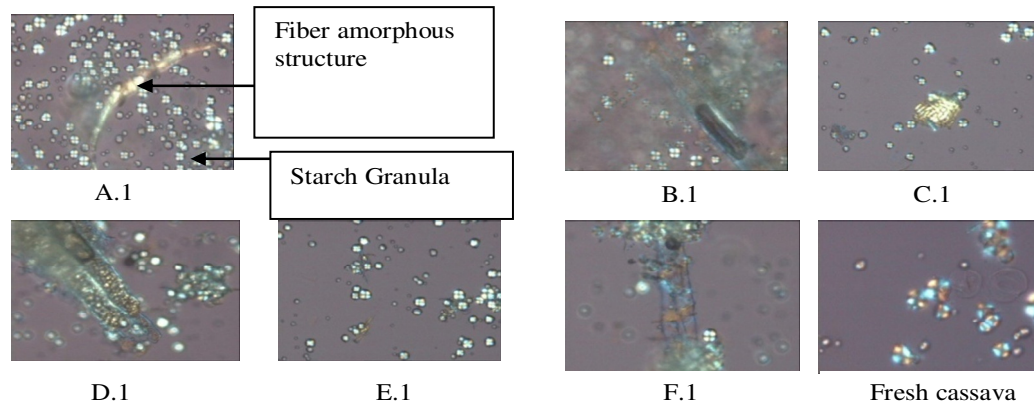 Fiber amorphous
structure
Starch Granula
A.1
B.1
C.1
D.1
E.1
F.1
Fresh cassava